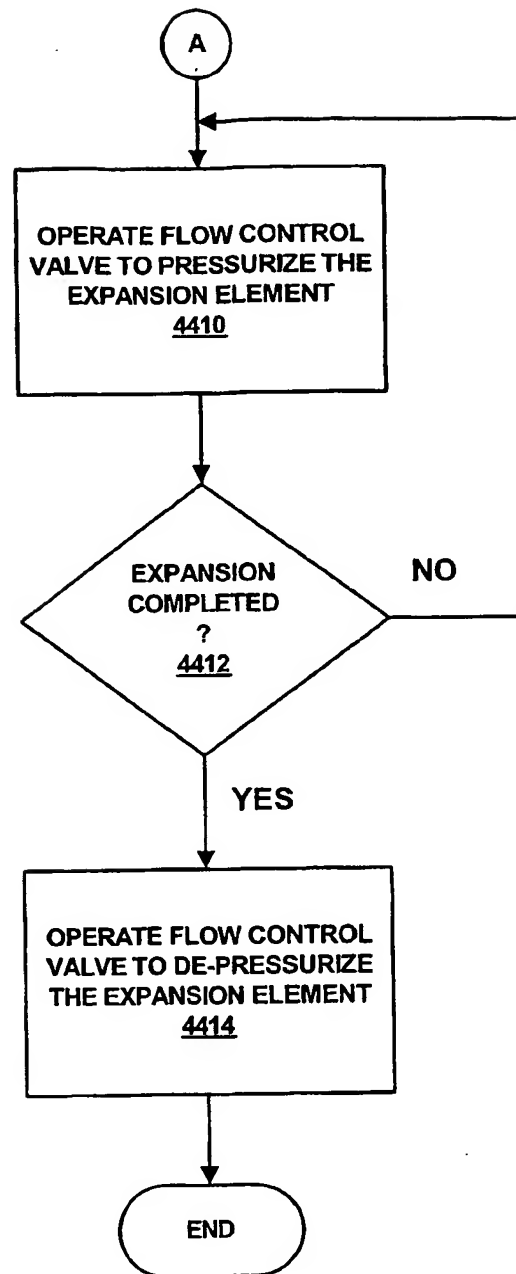 A
OPERATE FLOW CONTROL
VALVE TO PRESSURIZE THE
EXPANSION ELEMENT
4410
EXPANSION
COMPLETED
?
4412
NO
YES
OPERATE FLOW CONTROL
VALVE TO DE-PRESSURIZE
THE EXPANSION ELEMENT
4414
END